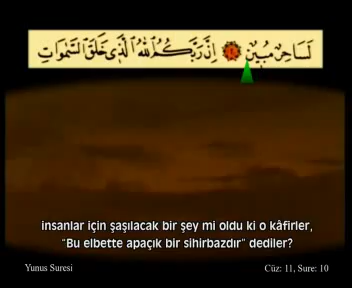 لَسَاحِرٌ مُبٖينٌ ﴿٢﴾ اِنَّ رَبَّكُمُ اللّٰهُ الَّذٖى خَلَقَ السَّمٰوَاتِ
insanlar için şaşılacak bir şey mi oldu ki o kâfirler,
"Bu elbette apaçık bir sihirbazdır" dediler?
Yunus Suresi
Cüz: 11, Sure: 10